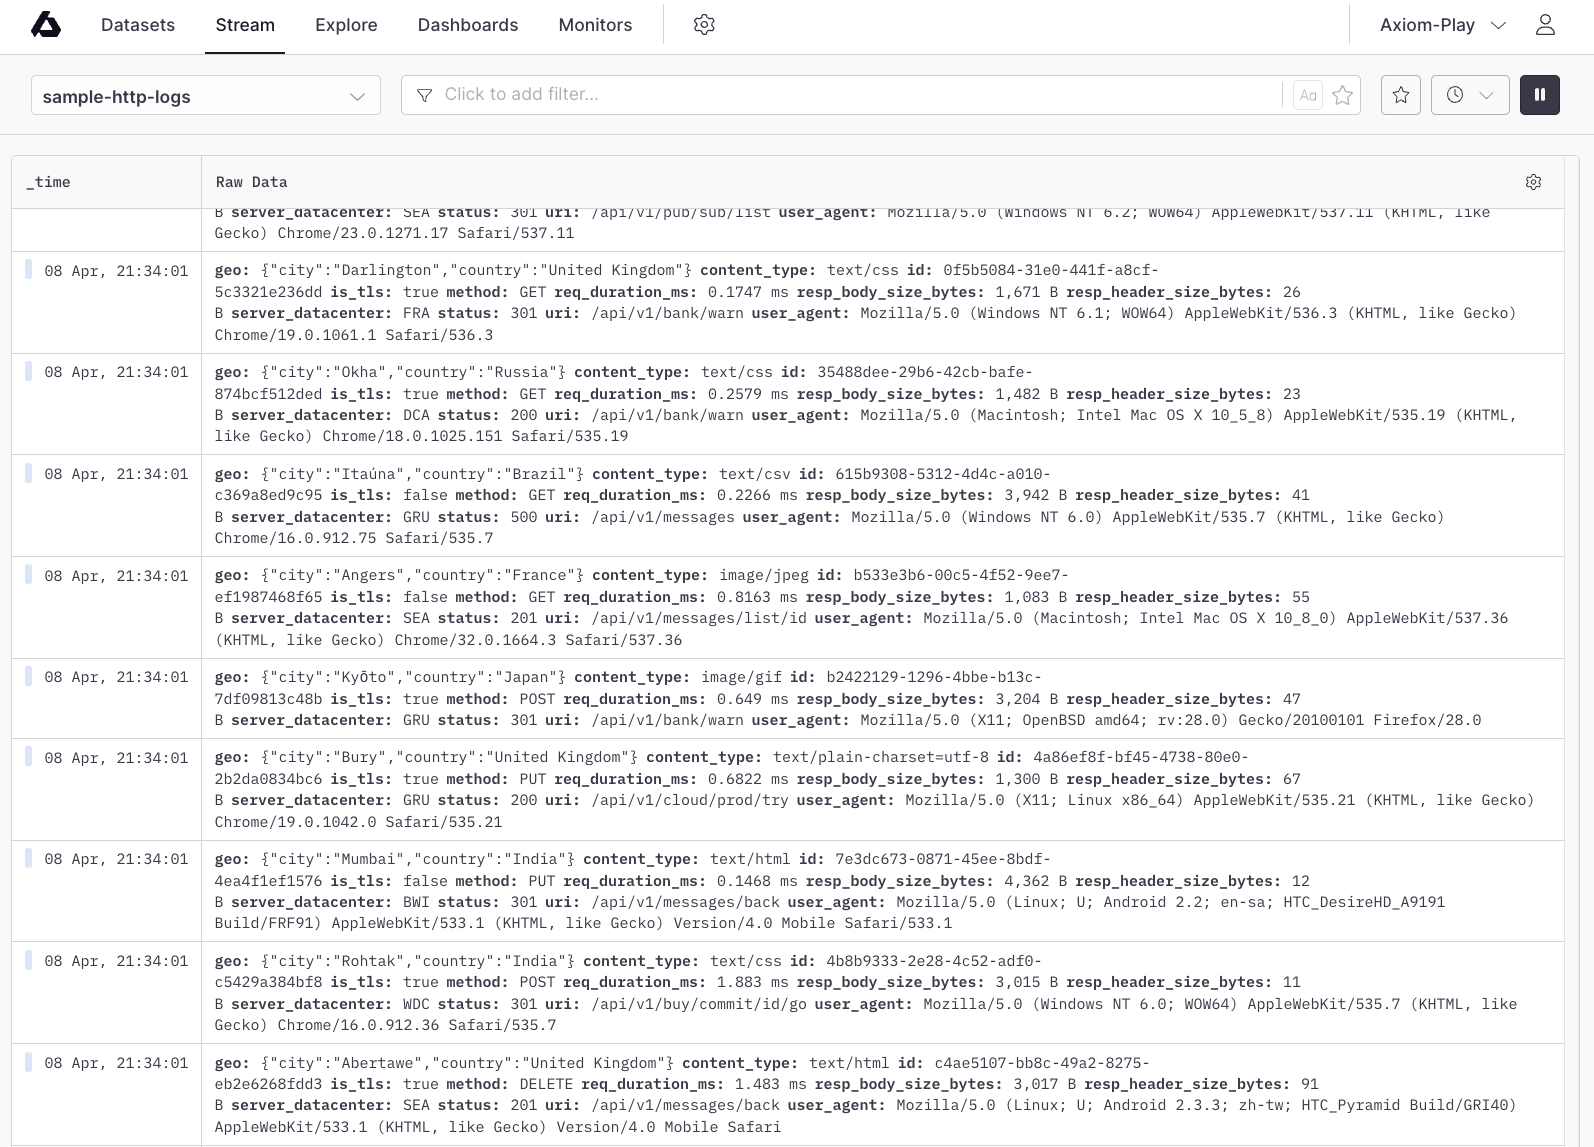 Datasets Stream Explore Dashboards Monitors Axiom-Play
sample-http-logs Click to add filter... Aa
_time Raw Data
B server_datacenter: SEA status: 301 uri: /api/v1/pub/sub/list user_agent: Mozilla/5.0 (Windows NT 6.2; WOW64) AppleWebKit/537.11 (KHTML, like
Gecko) Chrome/23.0.1271.17 Safari/537.11
08 Apr, 21:34:01 geo: {"city":"Darlington","country":"United Kingdom"} content_type: text/css id: 0f5b5084-31e0-441f-a8cf-
5c3321e236dd is_tls: true method: GET req_duration_ms: 0.1747 ms resp_body_size_bytes: 1,671 B resp_header_size_bytes: 26
B server_datacenter: FRA status: 301 uri: /api/v1/bank/warn user_agent: Mozilla/5.0 (Windows NT 6.1; WOW64) AppleWebKit/536.3 (KHTML, like Gecko)
Chrome/19.0.1061.1 Safari/536.3
08 Apr, 21:34:01 geo: {"city":"Okha","country":"Russia"} content_type: text/css id: 35488dee-29b6-42cb-bafe-
874bcf512ded is_tls: true method: GET req_duration_ms: 0.2579 ms resp_body_size_bytes: 1,482 B resp_header_size_bytes: 23
B server_datacenter: DCA status: 200 uri: /api/v1/bank/warn user_agent: Mozilla/5.0 (Macintosh; Intel Mac OS X 10_5_8) AppleWebKit/535.19 (KHTML,
like Gecko) Chrome/18.0.1025.151 Safari/535.19
08 Apr, 21:34:01 geo: {"city":"Itaúna","country":"Brazil"} content_type: text/csv id: 615b9308-5312-4d4c-a010-
c369a8ed9c95 is_tls: false method: GET req_duration_ms: 0.2266 ms resp_body_size_bytes: 3,942 B resp_header_size_bytes: 41
B server_datacenter: GRU status: 500 uri: /api/v1/messages user_agent: Mozilla/5.0 (Windows NT 6.0) AppleWebKit/535.7 (KHTML, like Gecko)
Chrome/16.0.912.75 Safari/535.7
08 Apr, 21:34:01 geo: {"city":"Angers","country":"France"} content_type: image/jpeg id: b533e3b6-00c5-4f52-9ee7-
ef1987468f65 is_tls: false method: GET req_duration_ms: 0.8163 ms resp_body_size_bytes: 1,083 B resp_header_size_bytes: 55
B server_datacenter: SEA status: 201 uri: /api/v1/messages/list/id user_agent: Mozilla/5.0 (Macintosh; Intel Mac OS X 10_8_0) AppleWebKit/537.36
(KHTML, like Gecko) Chrome/32.0.1664.3 Safari/537.36
08 Apr, 21:34:01 geo: {"city":"Kyōto","country":"Japan"} content_type: image/gif id: b2422129-1296-4bbe-b13c-
7df09813c48b is_tls: true method: POST req_duration_ms: 0.649 ms resp_body_size_bytes: 3,204 B resp_header_size_bytes: 47
B server_datacenter: GRU status: 301 uri: /api/v1/bank/warn user_agent: Mozilla/5.0 (X11; OpenBSD amd64; rv:28.0) Gecko/20100101 Firefox/28.0
08 Apr, 21:34:01 geo: {"city":"Bury","country":"United Kingdom"} content_type: text/plain-charset=utf-8 id: 4a86ef8f-bf45-4738-80e0-
2b2da0834bc6 is_tls: true method: PUT req_duration_ms: 0.6822 ms resp_body_size_bytes: 1,300 B resp_header_size_bytes: 67
B server_datacenter: GRU status: 200 uri: /api/v1/cloud/prod/try user_agent: Mozilla/5.0 (X11; Linux x86_64) AppleWebKit/535.21 (KHTML, like Gecko)
Chrome/19.0.1042.0 Safari/535.21
08 Apr, 21:34:01 geo: {"city":"Mumbai","country":"India"} content_type: text/html id: 7e3dc673-0871-45ee-8bdf-
4ea4f1ef1576 is_tls: false method: PUT req_duration_ms: 0.1468 ms resp_body_size_bytes: 4,362 B resp_header_size_bytes: 12
B server_datacenter: BWI status: 301 uri: /api/v1/messages/back user_agent: Mozilla/5.0 (Linux; U; Android 2.2; en-sa; HTC_DesireHD_A9191
Build/FRF91) AppleWebKit/533.1 (KHTML, like Gecko) Version/4.0 Mobile Safari/533.1
08 Apr, 21:34:01 geo: {"city":"Rohtak","country":"India"} content_type: text/css id: 4b8b9333-2e28-4c52-adf0-
c5429a384bf8 is_tls: true method: POST req_duration_ms: 1.883 ms resp_body_size_bytes: 3,015 B resp_header_size_bytes: 11
B server_datacenter: WDC status: 301 uri: /api/v1/buy/commit/id/go user_agent: Mozilla/5.0 (Windows NT 6.0; WOW64) AppleWebKit/535.7 (KHTML, like
Gecko) Chrome/16.0.912.36 Safari/535.7
08 Apr, 21:34:01 geo: {"city":"Abertawe","country":"United Kingdom"} content_type: text/html id: c4ae5107-bb8c-49a2-8275-
eb2e6268fdd3 is_tls: true method: DELETE req_duration_ms: 1.483 ms resp_body_size_bytes: 3,017 B resp_header_size_bytes: 91
B server_datacenter: SEA status: 201 uri: /api/v1/messages/back user_agent: Mozilla/5.0 (Linux; U; Android 2.3.3; zh-tw; HTC_Pyramid Build/GRI40)
AppleWebKit/533.1 (KHTML, like Gecko) Version/4.0 Mobile Safari